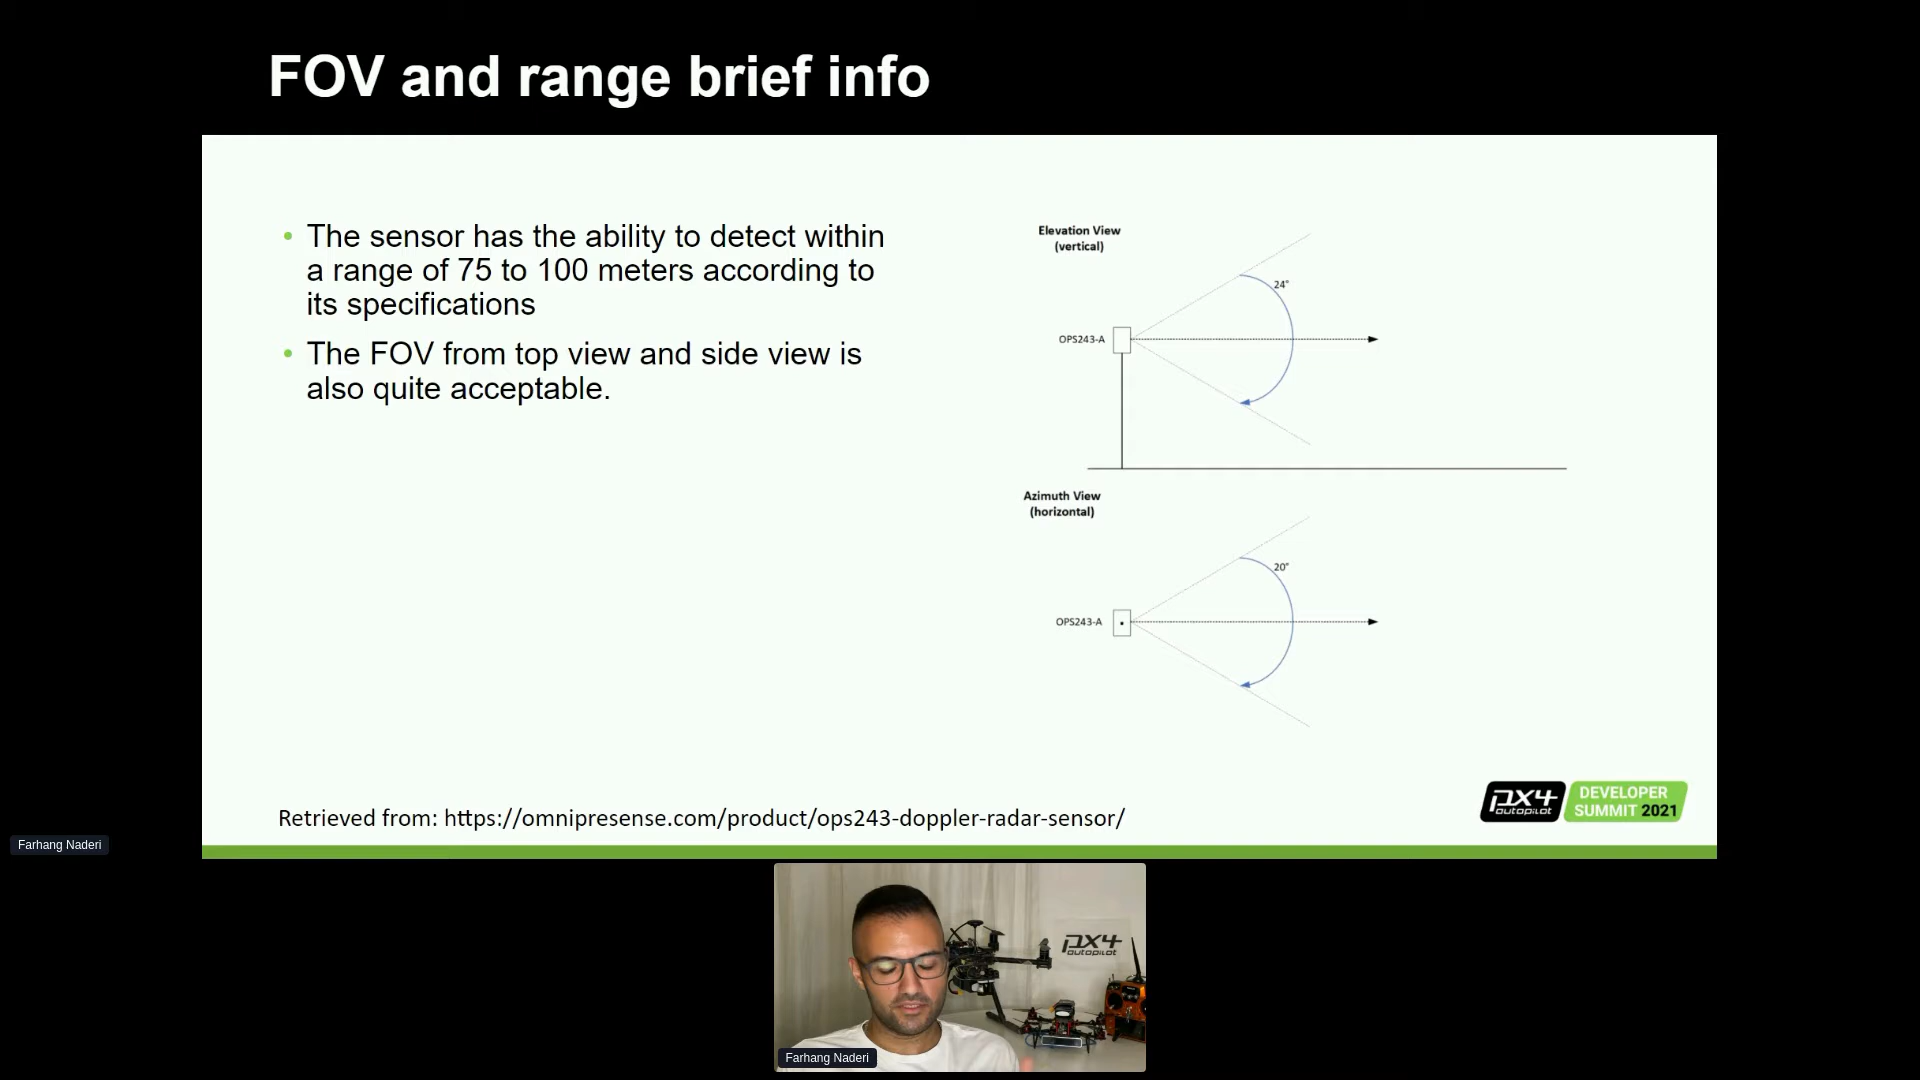 FOV and range brief info
• The sensor has the ability to detect within
a range of 75 to 100 meters according to
its specifications
• The FOV from top view and side view is
also quite acceptable.
Elevation View
(vertical)
24°
OPS243-A
Azimuth View
(horizontal)
20°
OPS243-A
Retrieved from: https://omnipresense.com/product/ops243-doppler-radar-sensor/
px4
autopilot
DEVELOPER
SUMMIT 2021
Farhang Naderi
px4
autopilot
Farhang Naderi